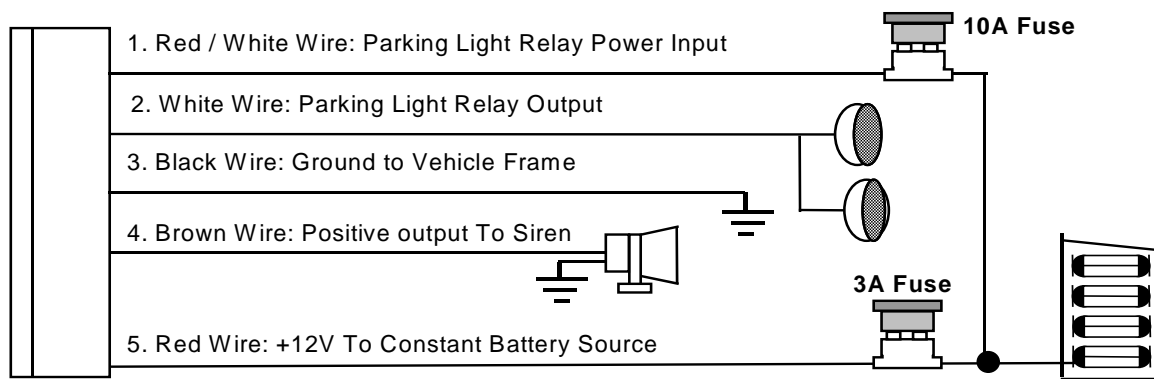 1. Red / White Wire: Parking Light Relay Power Input
10A Fuse
2. White Wire: Parking Light Relay Output
3. Black Wire: Ground to Vehicle Frame
4. Brown Wire: Positive output To Siren
3A Fuse
5. Red Wire: +12V To Constant Battery Source